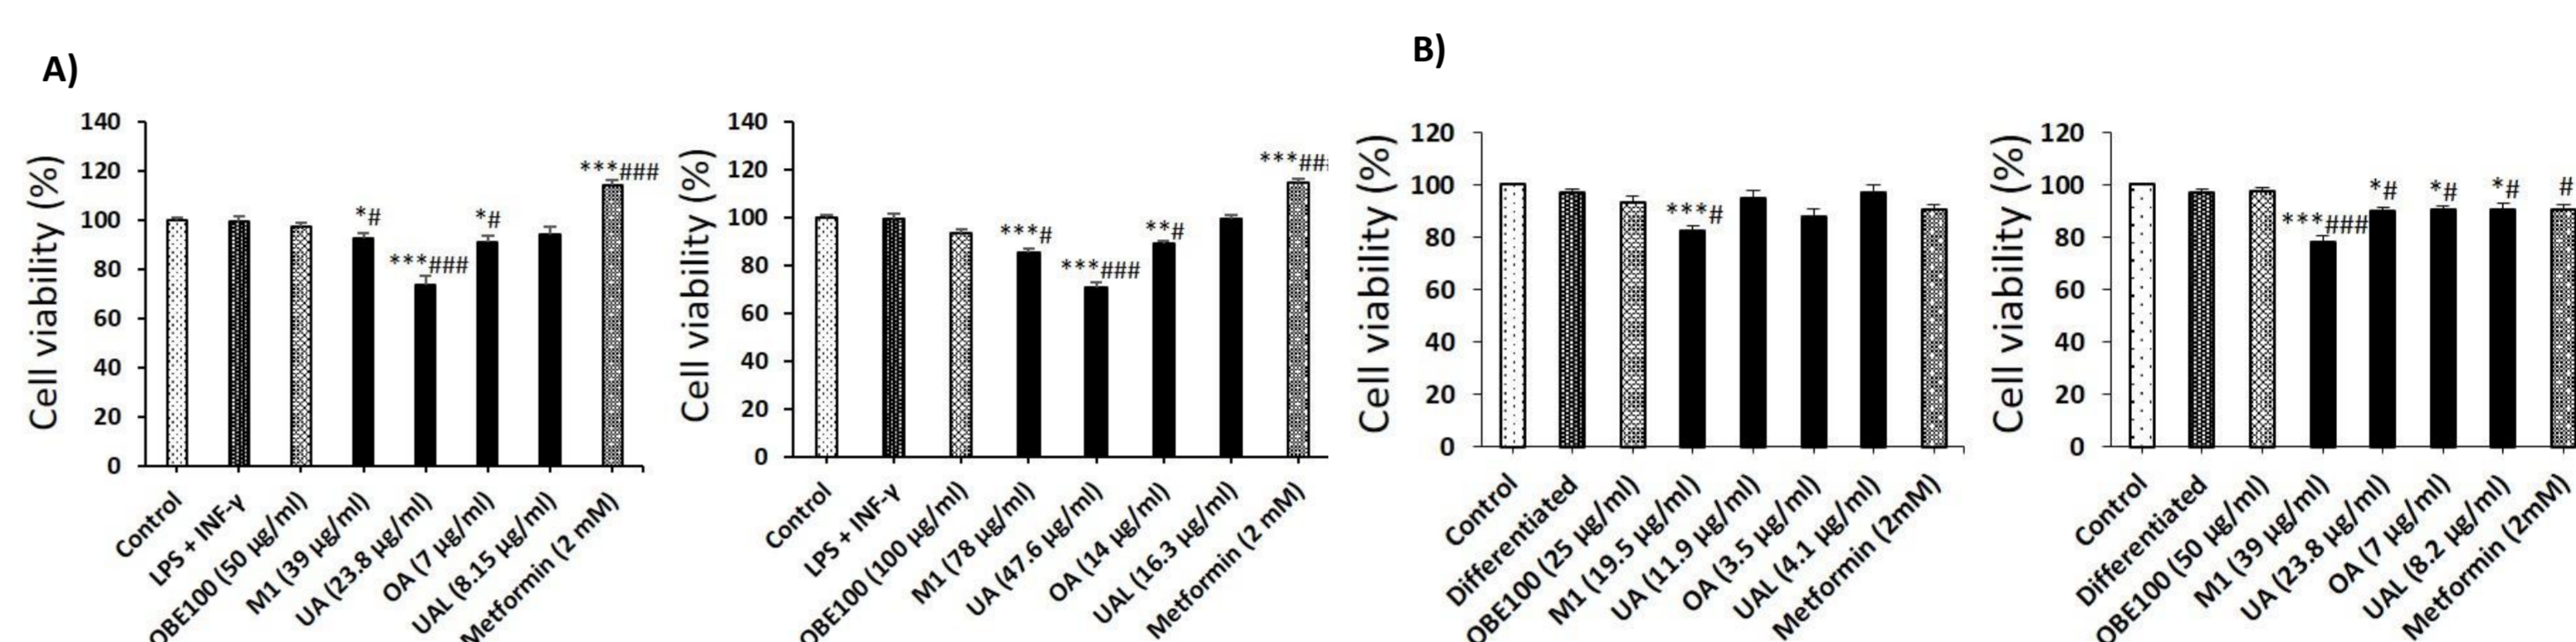 A)
Cell viability (%)
140
120
100
80
60
40
20
0
*#
***###
*#
***###
Control
LPS + INF-γ
OBE100 (50 µg/ml)
M1 (39 µg/ml)
UA (23.8 µg/ml)
OA (7 µg/ml)
UAL (8.15 µg/ml)
Metformin (2 mM)
Cell viability (%)
140
120
100
80
60
40
20
0
***#
***###
**#
***###
Control
LPS + INF-γ
OBE100 (100 µg/ml)
M1 (78 µg/ml)
UA (47.6 µg/ml)
OA (14 µg/ml)
UAL (16.3 µg/ml)
Metformin (2 mM)
B)
Cell viability (%)
120
100
80
60
40
20
0
***#
Control
Differentiated
OBE100 (25 µg/ml)
M1 (19.5 µg/ml)
UA (11.9 µg/ml)
OA (3.5 µg/ml)
UAL (4.1 µg/ml)
Metformin (2mM)
Cell viability (%)
120
100
80
60
40
20
0
***###
*#
*#
*#
#
Control
Differentiated
OBE100 (50 µg/ml)
M1 (39 µg/ml)
UA (23.8 µg/ml)
OA (7 µg/ml)
UAL (8.2 µg/ml)
Metformin (2mM)